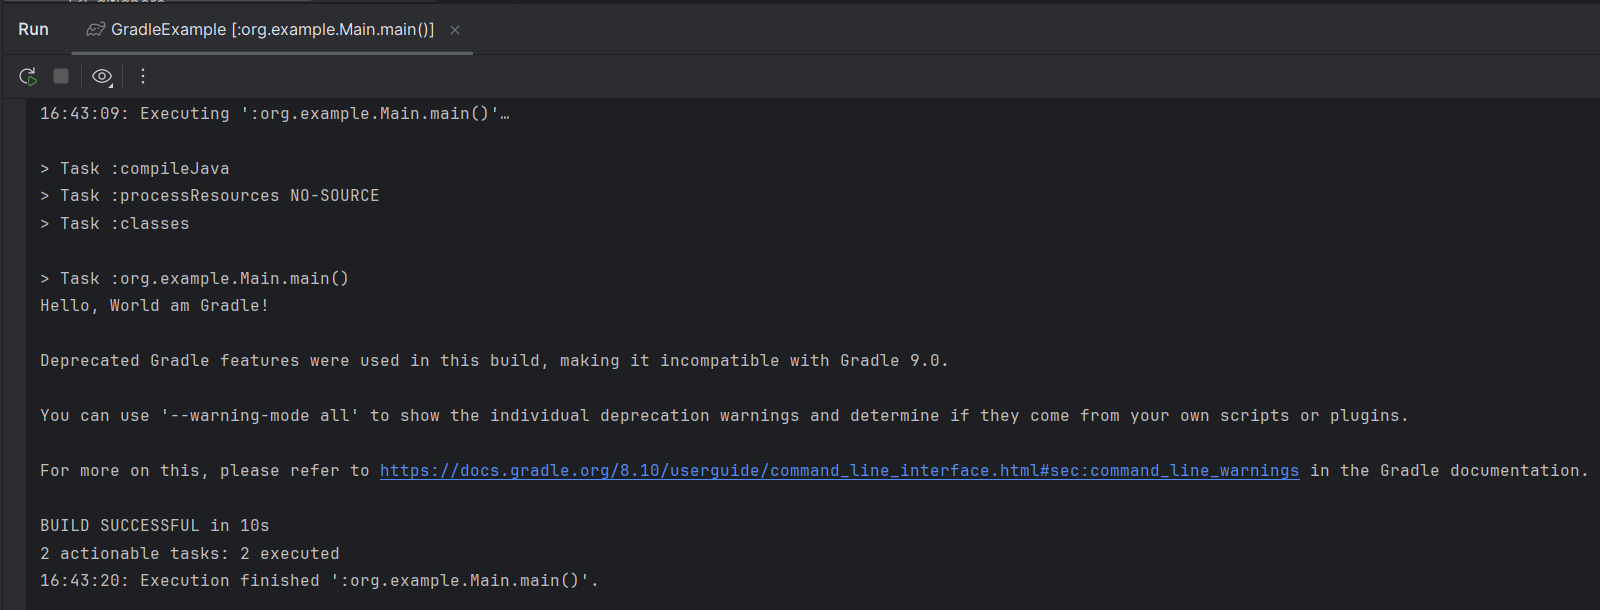 Run GradleExample [:org.example.Main.main()]
16:43:09: Executing ':org.example.Main.main()'…
> Task :compileJava
> Task :processResources NO-SOURCE
> Task :classes
> Task :org.example.Main.main()
Hello, World am Gradle!
Deprecated Gradle features were used in this build, making it incompatible with Gradle 9.0.
You can use '--warning-mode all' to show the individual deprecation warnings and determine if they come from your own scripts or plugins.
For more on this, please refer to https://docs.gradle.org/8.10/userguide/command_line_interface.html#sec:command_line_warnings in the Gradle documentation.
BUILD SUCCESSFUL in 10s
2 actionable tasks: 2 executed
16:43:20: Execution finished ':org.example.Main.main()'.